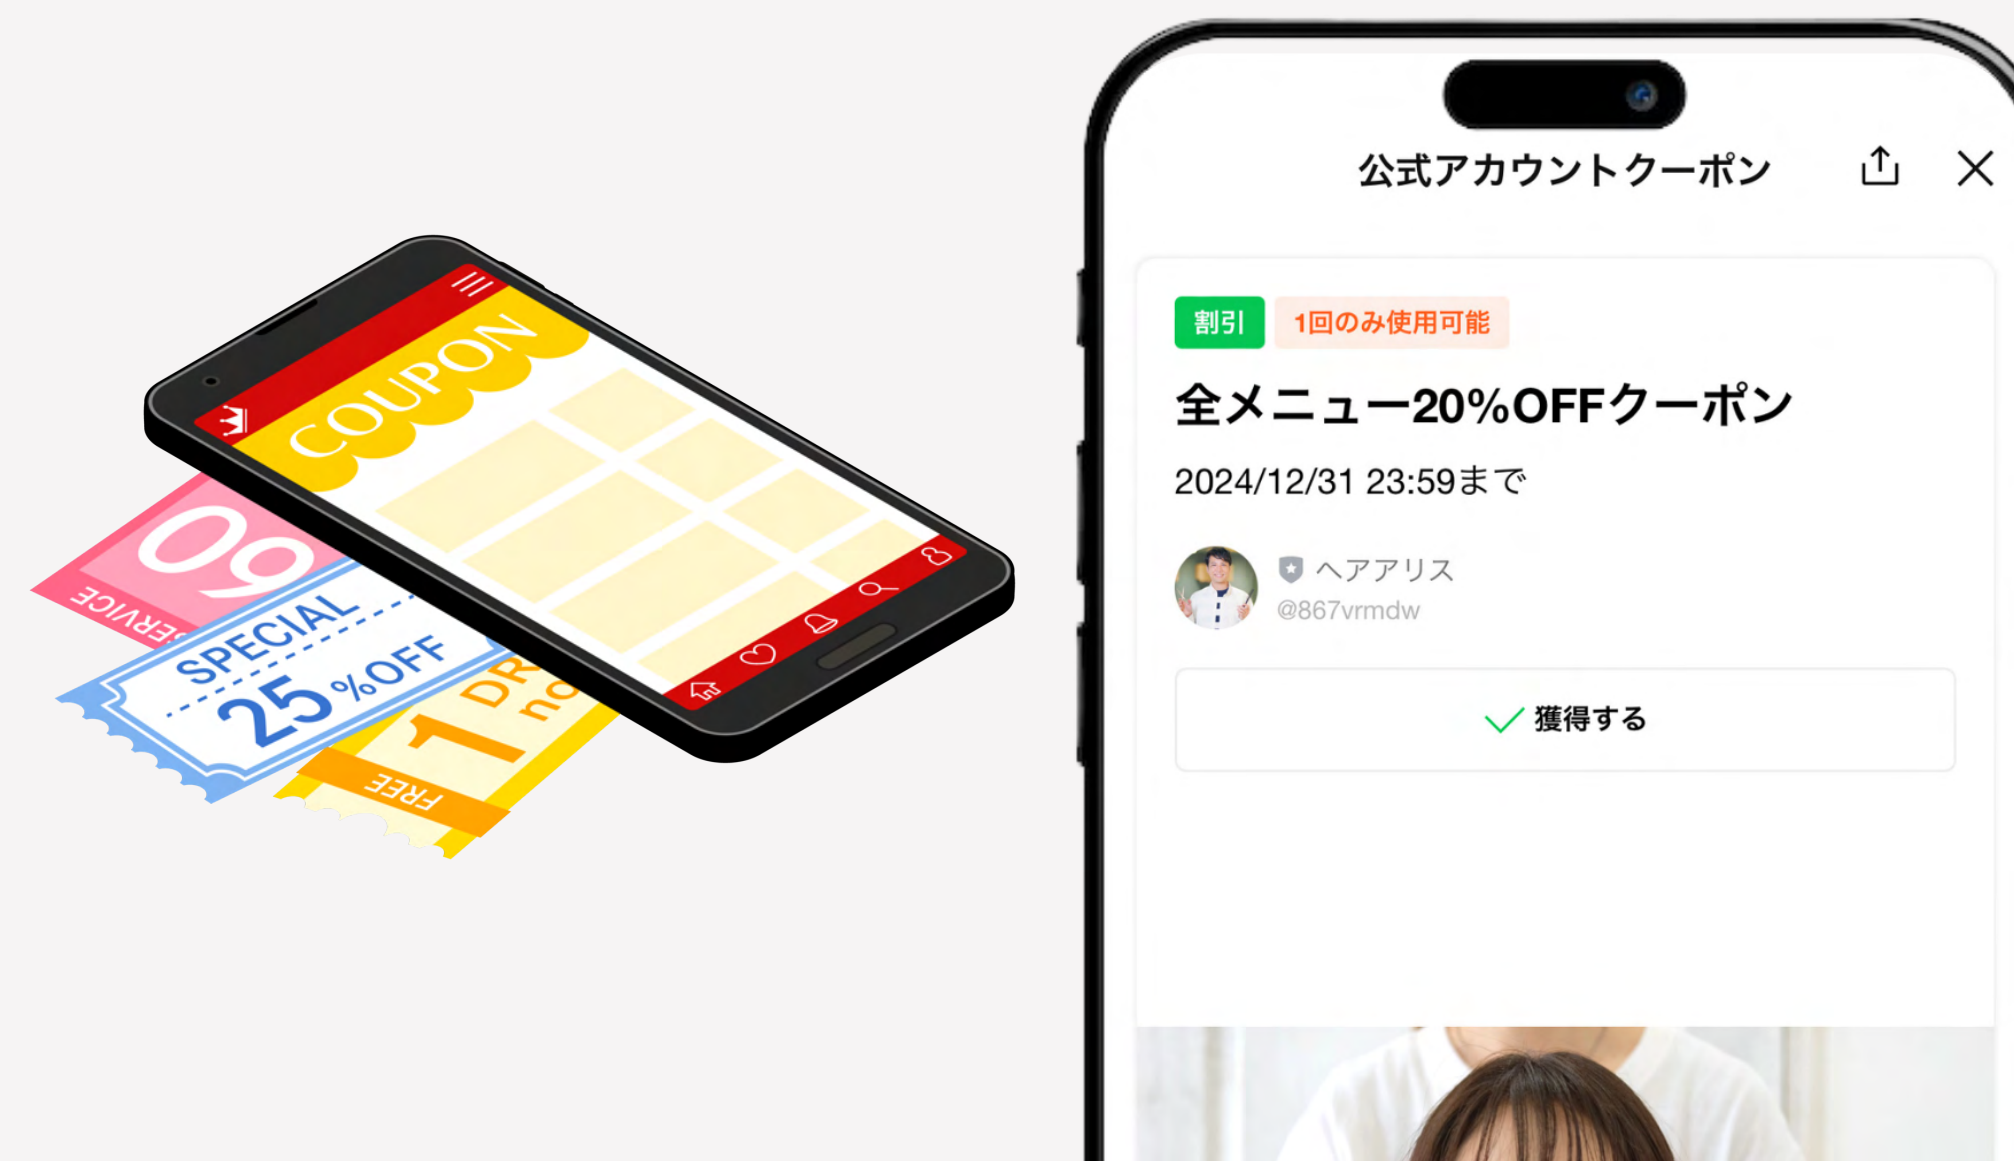 COUPON
60
SERVICE
SPECIAL
25%OFF
1
FREE
公式アカウントクーポン
割引
1回のみ使用可能
全メニュー20%OFFクーポン
2024/12/31 23:59まで
ヘアアリス
@867vrmdw
獲得する